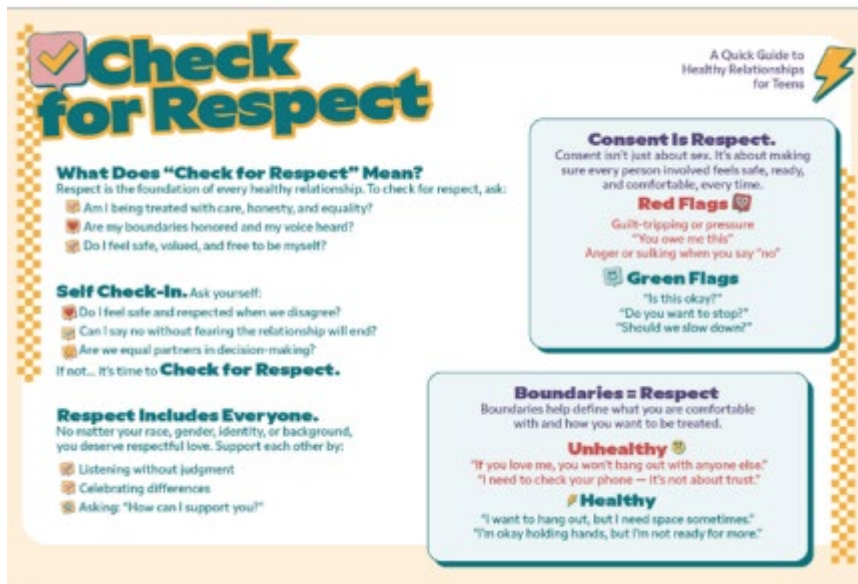 Check
for Respect
A Quick Guide to
Healthy Relationships
for Teens
What Does "Check for Respect" Mean?
Respect is the foundation of every healthy relationship. To check for respect, ask:
Am I being treated with care, honesty, and equality?
Are my boundaries honored and my voice heard?
Do I feel safe, valued, and free to be myself?
Self Check-In. Ask yourself:
Do I feel safe and respected when we disagree?
Can I say no without fearing the relationship will end?
Are we equal partners in decision-making?
If not... it's time to Check for Respect.
Respect Includes Everyone.
No matter your race, gender, identity, or background,
you deserve respectful love. Support each other by:
Listening without judgment
Celebrating differences
Asking: "How can I support you?"
Consent Is Respect.
Consent isn't just about sex. It's about making
sure every person involved feels safe, ready,
and comfortable, every time.
Red Flags
Guilt-tripping or pressure
"You owe me this"
Anger or sulking when you say "no"
Green Flags
"Is this okay?"
"Do you want to stop?"
"Should we slow down?"
Boundaries = Respect
Boundaries help define what you are comfortable
with and how you want to be treated.
Unhealthy
"If you love me, you won't hang out with anyone else."
"I need to check your phone — it's not about trust."
Healthy
"I want to hang out, but I need space sometimes."
"I'm okay holding hands, but I'm not ready for more."